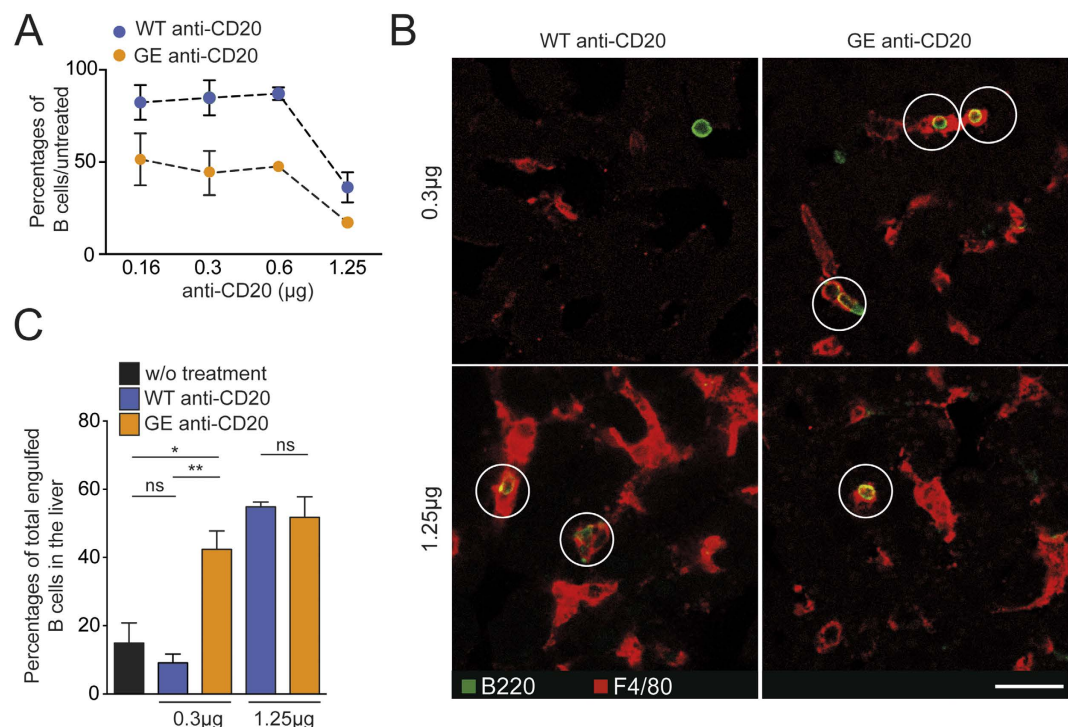 A
WT anti-CD20
GE anti-CD20
100
50
0
Percentages of
B cells/untreated
0.16 0.3 0.6 1.25
anti-CD20 (µg)
B
WT anti-CD20 GE anti-CD20
0.3µg
1.25µg
B220 F4/80
C
w/o treatment
WT anti-CD20
GE anti-CD20
80
60
40
20
0
Percentages of total engulfed
B cells in the liver
*
ns
**
ns
0.3µg 1.25µg